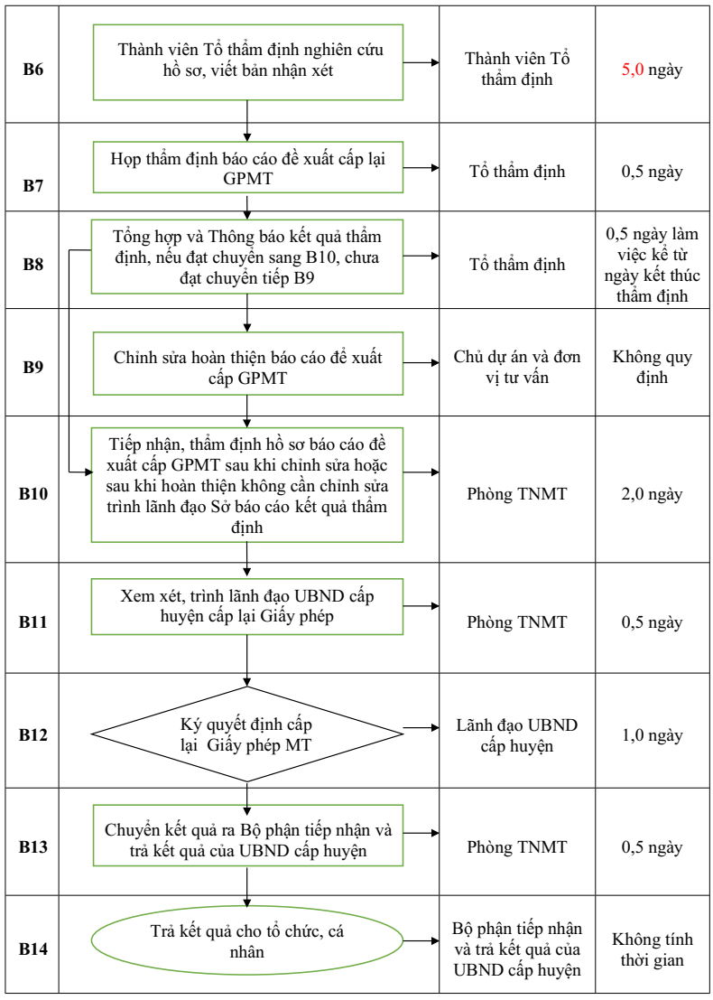 B6
Thành viên Tổ thẩm định nghiên cứu
hồ sơ, viết bản nhận xét
Thành viên Tổ
thẩm định
5,0 ngày
B7
Họp thẩm định báo cáo đề xuất cấp lại
GPMT
Tổ thẩm định
0,5 ngày
B8
Tổng hợp và Thông báo kết quả thẩm
định, nếu đạt chuyển sang B10, chưa
đạt chuyển tiếp B9
Tổ thẩm định
0,5 ngày làm
việc kể từ
ngày kết thúc
thẩm định
B9
Chỉnh sửa hoàn thiện báo cáo để xuất
cấp GPMT
Chủ dự án và đơn
vị tư vấn
Không quy
định
B10
Tiếp nhận, thẩm định hồ sơ báo cáo đề
xuất cấp GPMT sau khi chỉnh sửa hoặc
sau khi hoàn thiện không cần chỉnh sửa
trình lãnh đạo Sở báo cáo kết quả thẩm
định
Phòng TNMT
2,0 ngày
B11
Xem xét, trình lãnh đạo UBND cấp
huyện cấp lại Giấy phép
Phòng TNMT
0,5 ngày
B12
Ký quyết định cấp
lại Giấy phép MT
Lãnh đạo UBND
cấp huyện
1,0 ngày
B13
Chuyển kết quả ra Bộ phận tiếp nhận và
trả kết quả của UBND cấp huyện
Phòng TNMT
0,5 ngày
B14
Trả kết quả cho tổ chức, cá
nhân
Bộ phận tiếp nhận
và trả kết quả của
UBND cấp huyện
Không tính
thời gian